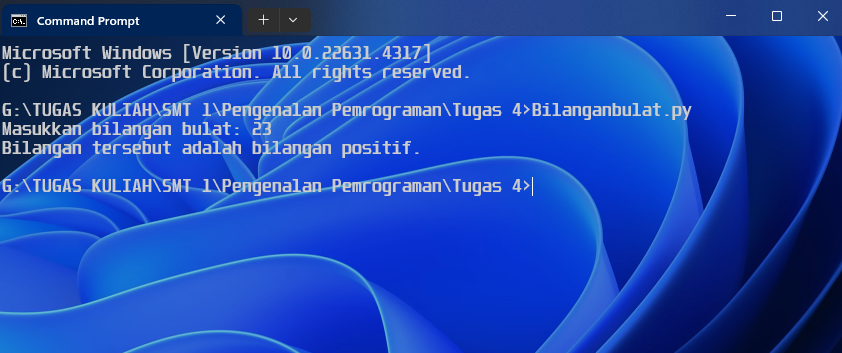 Command Prompt
Microsoft Windows [Version 10.0.22631.4317]
(c) Microsoft Corporation. All rights reserved.
G:\TUGAS KULIAH\SMT 1\Pengenalan Pemrograman\Tugas 4>Bilanganbulat.py
Masukkan bilangan bulat: 23
Bilangan tersebut adalah bilangan positif.
G:\TUGAS KULIAH\SMT 1\Pengenalan Pemrograman\Tugas 4>